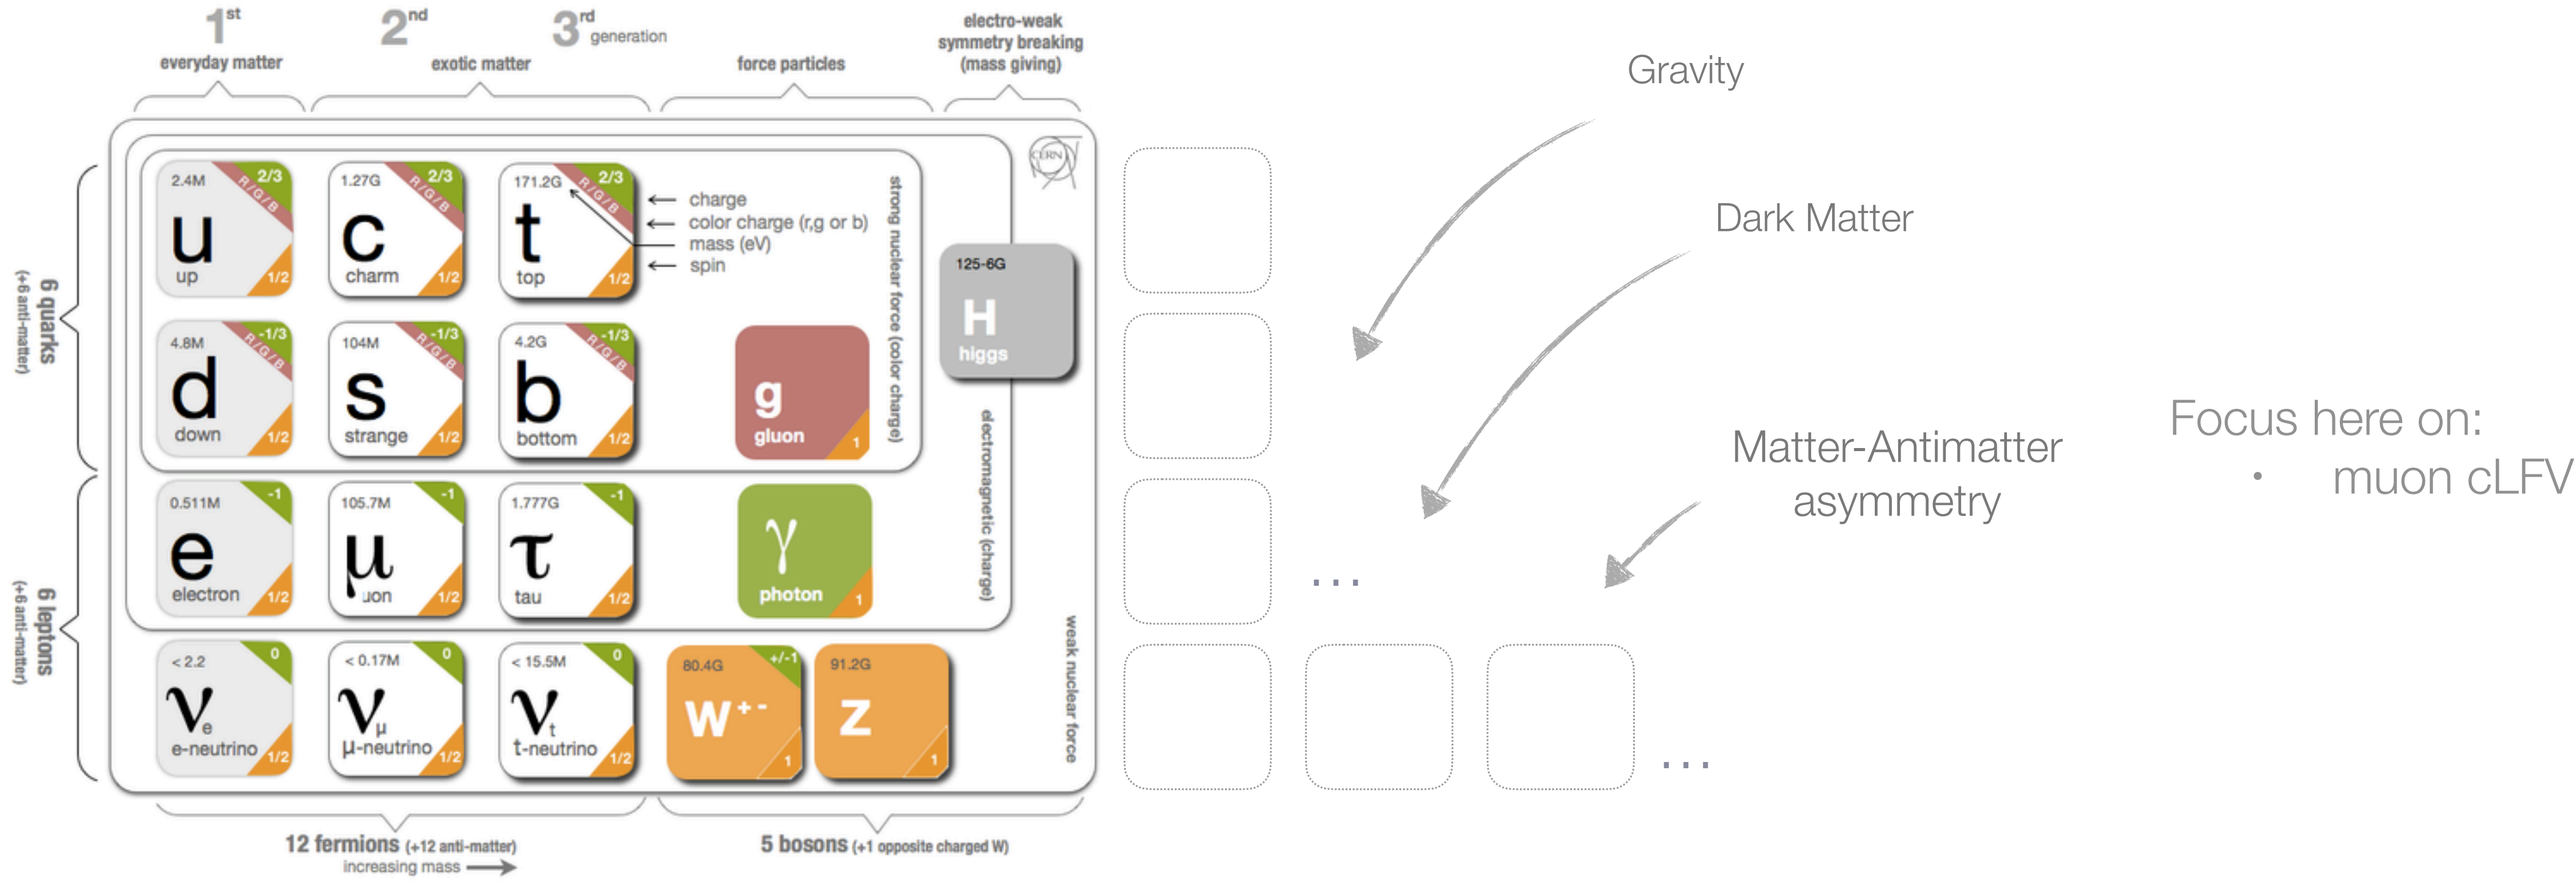 1st
2nd
3rd generation
electro-weak
symmetry breaking
(mass giving)
everyday matter
exotic matter
force particles
Gravity
CERN
2.4M
R/G/B
2/3
u
up
1/2
1.27G
R/G/B
2/3
c
charm
1/2
171.2G
R/G/B
2/3
t
top
1/2
charge
color charge (r,g or b)
mass (eV)
spin
strong nuclear force (color charge)
6 quarks
(+6 anti-matter)
Dark Matter
125-6G
H
higgs
4.8M
R/G/B
-1/3
d
down
1/2
104M
R/G/B
-1/3
s
strange
1/2
4.2G
R/G/B
-1/3
b
bottom
1/2
g
gluon
1
electromagnetic (charge)
Matter-Antimatter
asymmetry
Focus here on:
• muon cLFV
0.511M
-1
e
electron
1/2
105.7M
-1
μ
uon
1/2
1.777G
-1
τ
tau
1/2
γ
photon
1
...
6 leptons
(+6 anti-matter)
weak nuclear force
< 2.2
0
νe
e-neutrino
1/2
< 0.17M
0
νμ
μ-neutrino
1/2
< 15.5M
0
νt
t-neutrino
1/2
80.4G
+/-1
W+-
1
91.2G
Z
1
...
12 fermions (+12 anti-matter)
increasing mass
5 bosons (+1 opposite charged W)